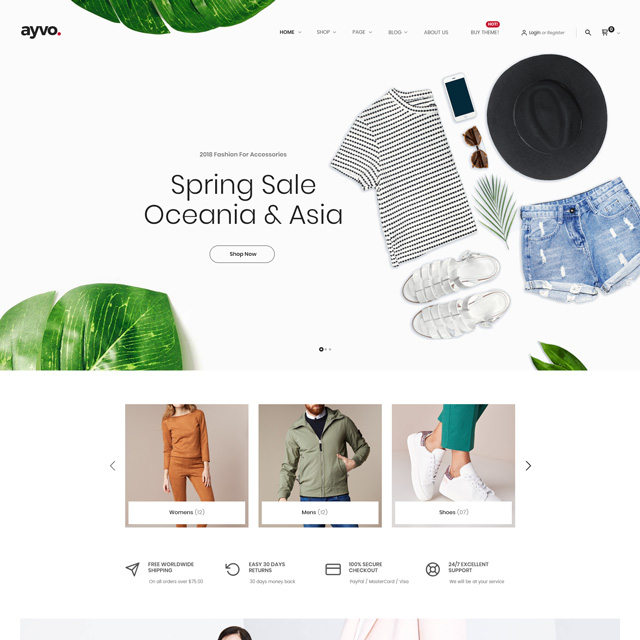 ayvo.
HOME
SHOP
PAGE
BLOG
ABOUT US
BUY THEME!
HOT!
Login or Register
0
2018 Fashion For Accessories
Spring Sale
Oceania & Asia
Shop Now
Womens (12)
Mens (12)
Shoes (07)
FREE WORLDWIDE
SHIPPING
On all orders over $75.00
EASY 30 DAYS
RETURNS
30 days money back
100% SECURE
CHECKOUT
PayPal / MasterCard / Visa
24/7 EXCELLENT
SUPPORT
We will be at your service